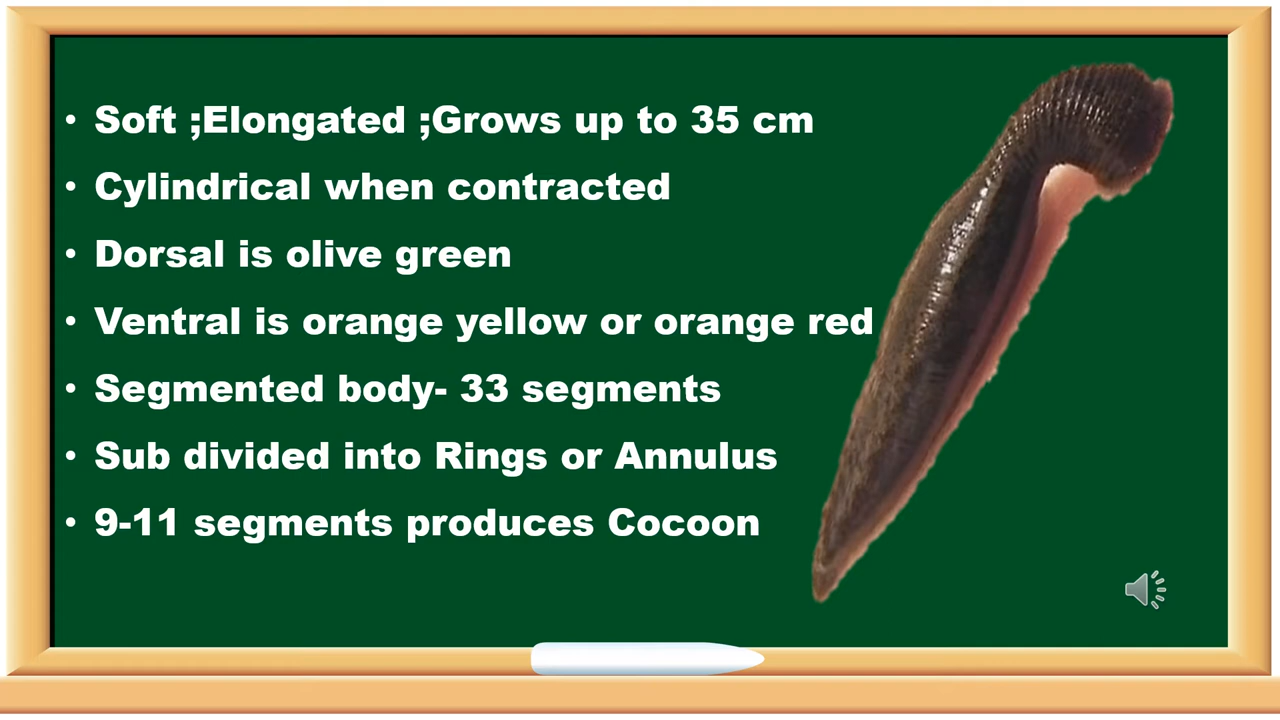 • Soft ;Elongated ;Grows up to 35 cm
• Cylindrical when contracted
• Dorsal is olive green
• Ventral is orange yellow or orange red
• Segmented body- 33 segments
• Sub divided into Rings or Annulus
• 9-11 segments produces Cocoon